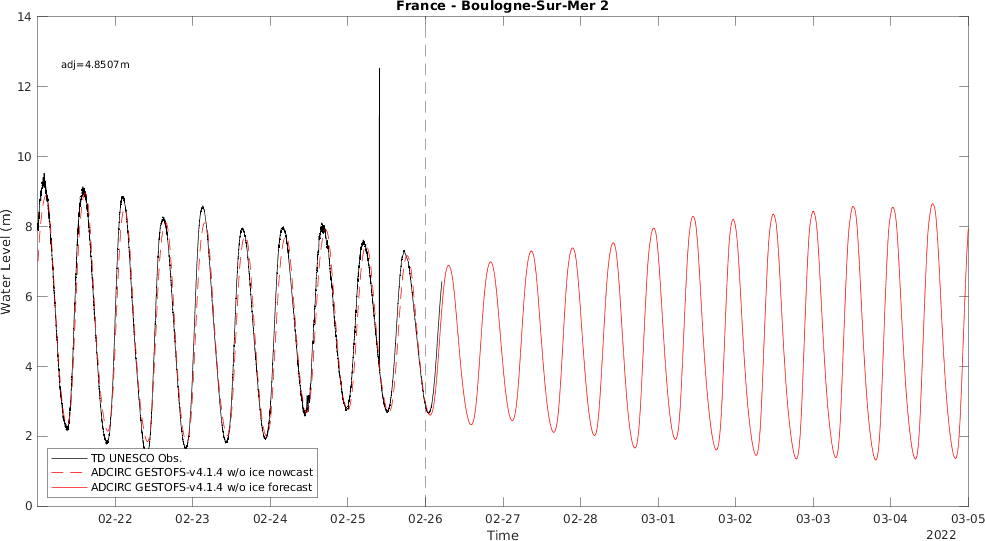 France - Boulogne-Sur-Mer 2
14
adj=4.8507m
12
10
8
6
4
2
0
Water Level (m)
TD UNESCO Obs.
ADCIRC GESTOFS-v4.1.4 w/o ice nowcast
ADCIRC GESTOFS-v4.1.4 w/o ice forecast
02-22 02-23 02-24 02-25 02-26 02-27 02-28 03-01 03-02 03-03 03-04 03-05
Time
2022